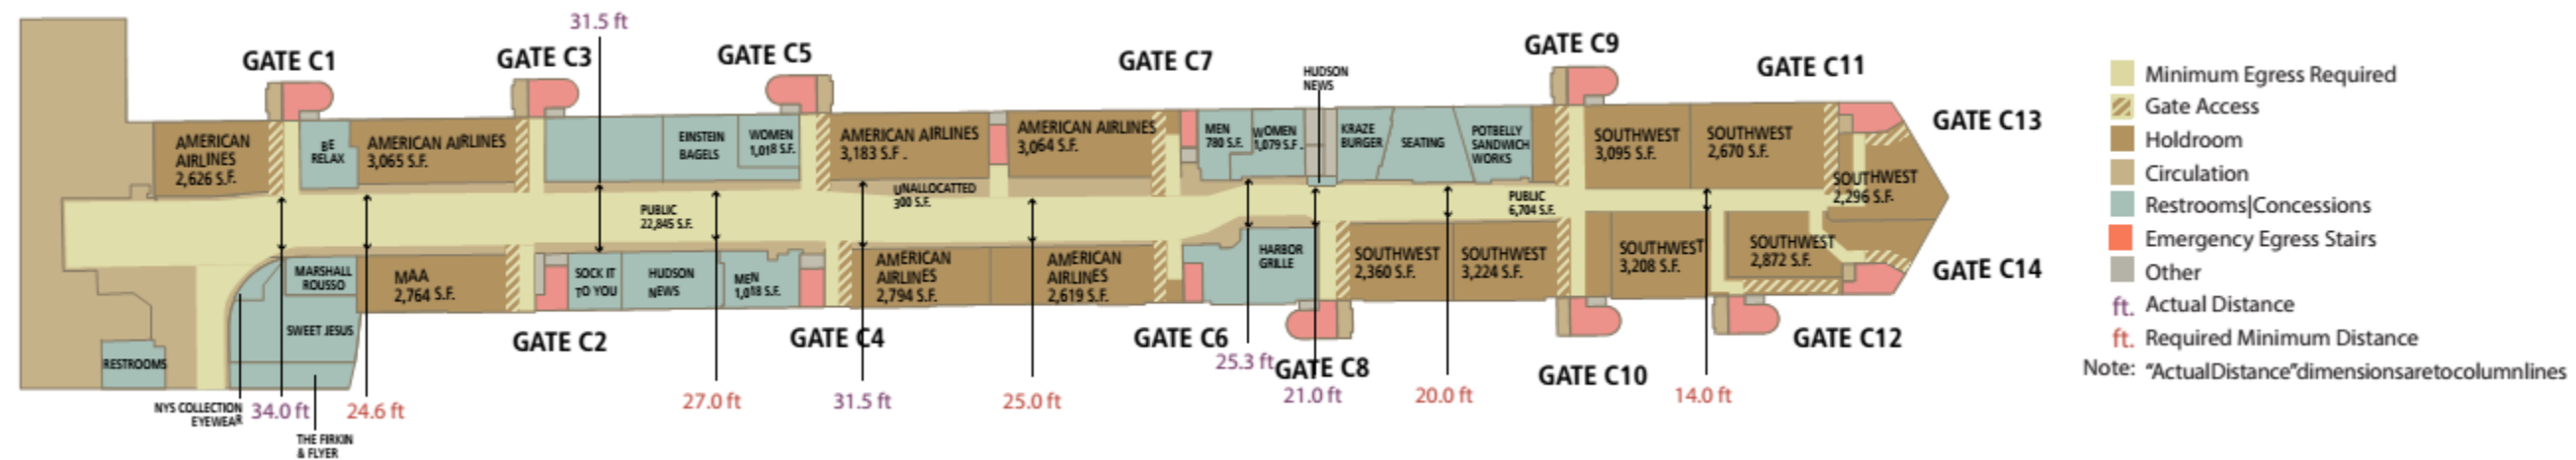 31.5 ft
GATE C1
GATE C3
GATE C5
GATE C7
HUDSON
NEWS
GATE C9
GATE C11
GATE C13
AMERICAN
AIRLINES
2,626 S.F.
BE
RELAX
AMERICAN AIRLINES
3,065 S.F.
EINSTEIN
BAGELS
WOMEN
1,018 S.F.
AMERICAN AIRLINES
3,183 S.F.
AMERICAN AIRLINES
3,064 S.F.
MEN
780 S.F.
WOMEN
1,079 S.F.
KRAZE
BURGER
SEATING
POTBELLY
SANDWICH
WORKS
SOUTHWEST
3,095 S.F.
SOUTHWEST
2,670 S.F.
SOUTHWEST
2,296 S.F.
UNALLOCATTED
300 S.F.
PUBLIC
22,845 S.F.
PUBLIC
6,704 S.F.
MARSHALL
ROUSSO
MAA
2,764 S.F.
SOCK IT
TO YOU
HUDSON
NEWS
MEN
1,018 S.F.
AMERICAN
AIRLINES
2,794 S.F.
AMERICAN
AIRLINES
2,619 S.F.
HARBOR
GRILLE
SOUTHWEST
2,360 S.F.
SOUTHWEST
3,224 S.F.
SOUTHWEST
3,208 S.F.
SOUTHWEST
2,872 S.F.
SWEET JESUS
RESTROOMS
GATE C2
GATE C4
GATE C6
GATE C8
GATE C10
GATE C12
GATE C14
NYS COLLECTION
EYEWEAR
34.0 ft
24.6 ft
THE FIRKIN
& FLYER
27.0 ft
31.5 ft
25.0 ft
25.3 ft
21.0 ft
20.0 ft
14.0 ft
Minimum Egress Required
Gate Access
Holdroom
Circulation
Restrooms|Concessions
Emergency Egress Stairs
Other
ft. Actual Distance
ft. Required Minimum Distance
Note: "ActualDistance"dimensionsaretocolumnlines